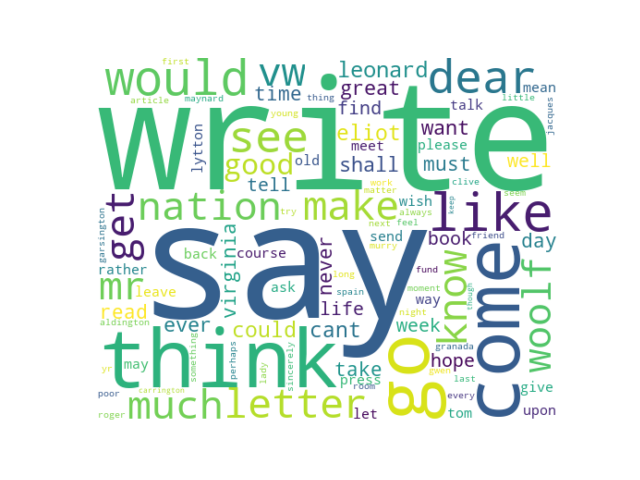 first
would
vw
leonard
dear
article
maynard
time
great
thing
mean
write
lytton
see
find
talk
little
jacques
young
eliot
want
please
good
old
meet
shall
must
well
tell
work
matter
clive
seem
garsington
get
nation
try
make
wish
always
keep
like
next
feel
say
virginia
send
murry
book
friend
day
rather
back
course
never
come
know
woolf
mr
leave
ask
long
spain
fund
moment
though
read
life
way
night
aldington
ever
could
cant
week
go
granada
think
something
perhaps
lady
sincerely
take
hope
gwen
yr
may
room
press
last
every
give
poor
carrington
much
letter
let
tom
upon
roger